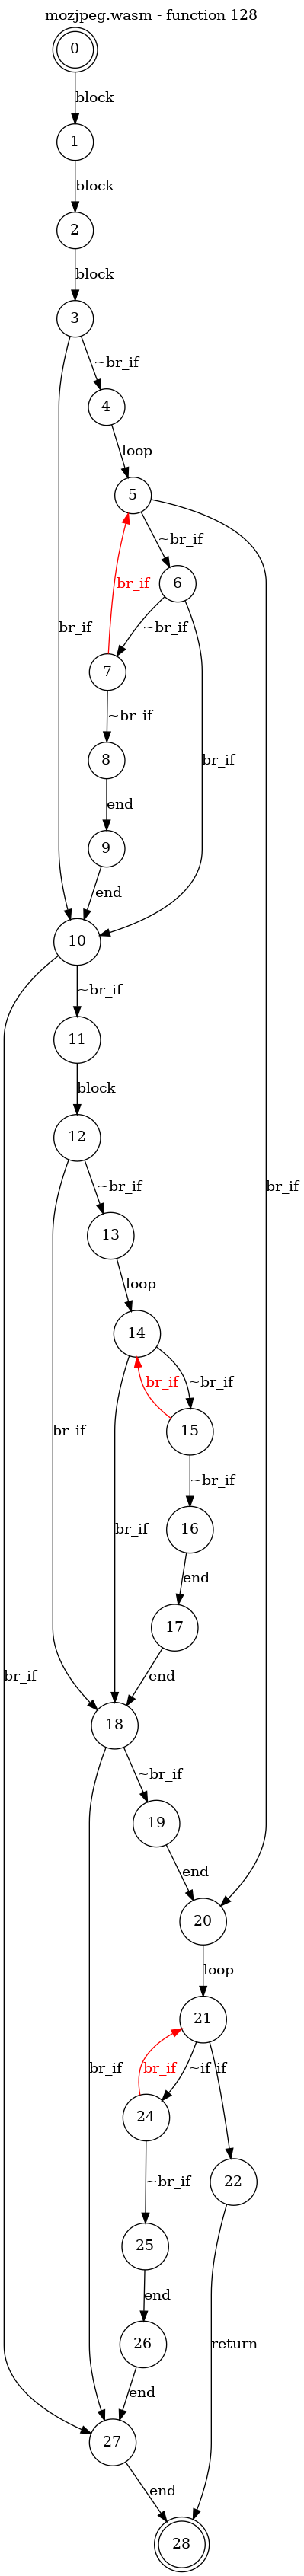 mozjpeg.wasm - function 128
0
block
1
block
2
block
3
~br_if
4
loop
5
~br_if
6
br_if
~br_if
br_if
7
br_if
~br_if
8
end
9
end
10
~br_if
11
br_if
block
12
~br_if
13
loop
14
br_if
~br_if
15
br_if
br_if
~br_if
16
end
17
br_if
end
18
~br_if
19
end
20
loop
21
br_if
br_if
~if
if
24
22
~br_if
25
return
end
26
end
27
end
28